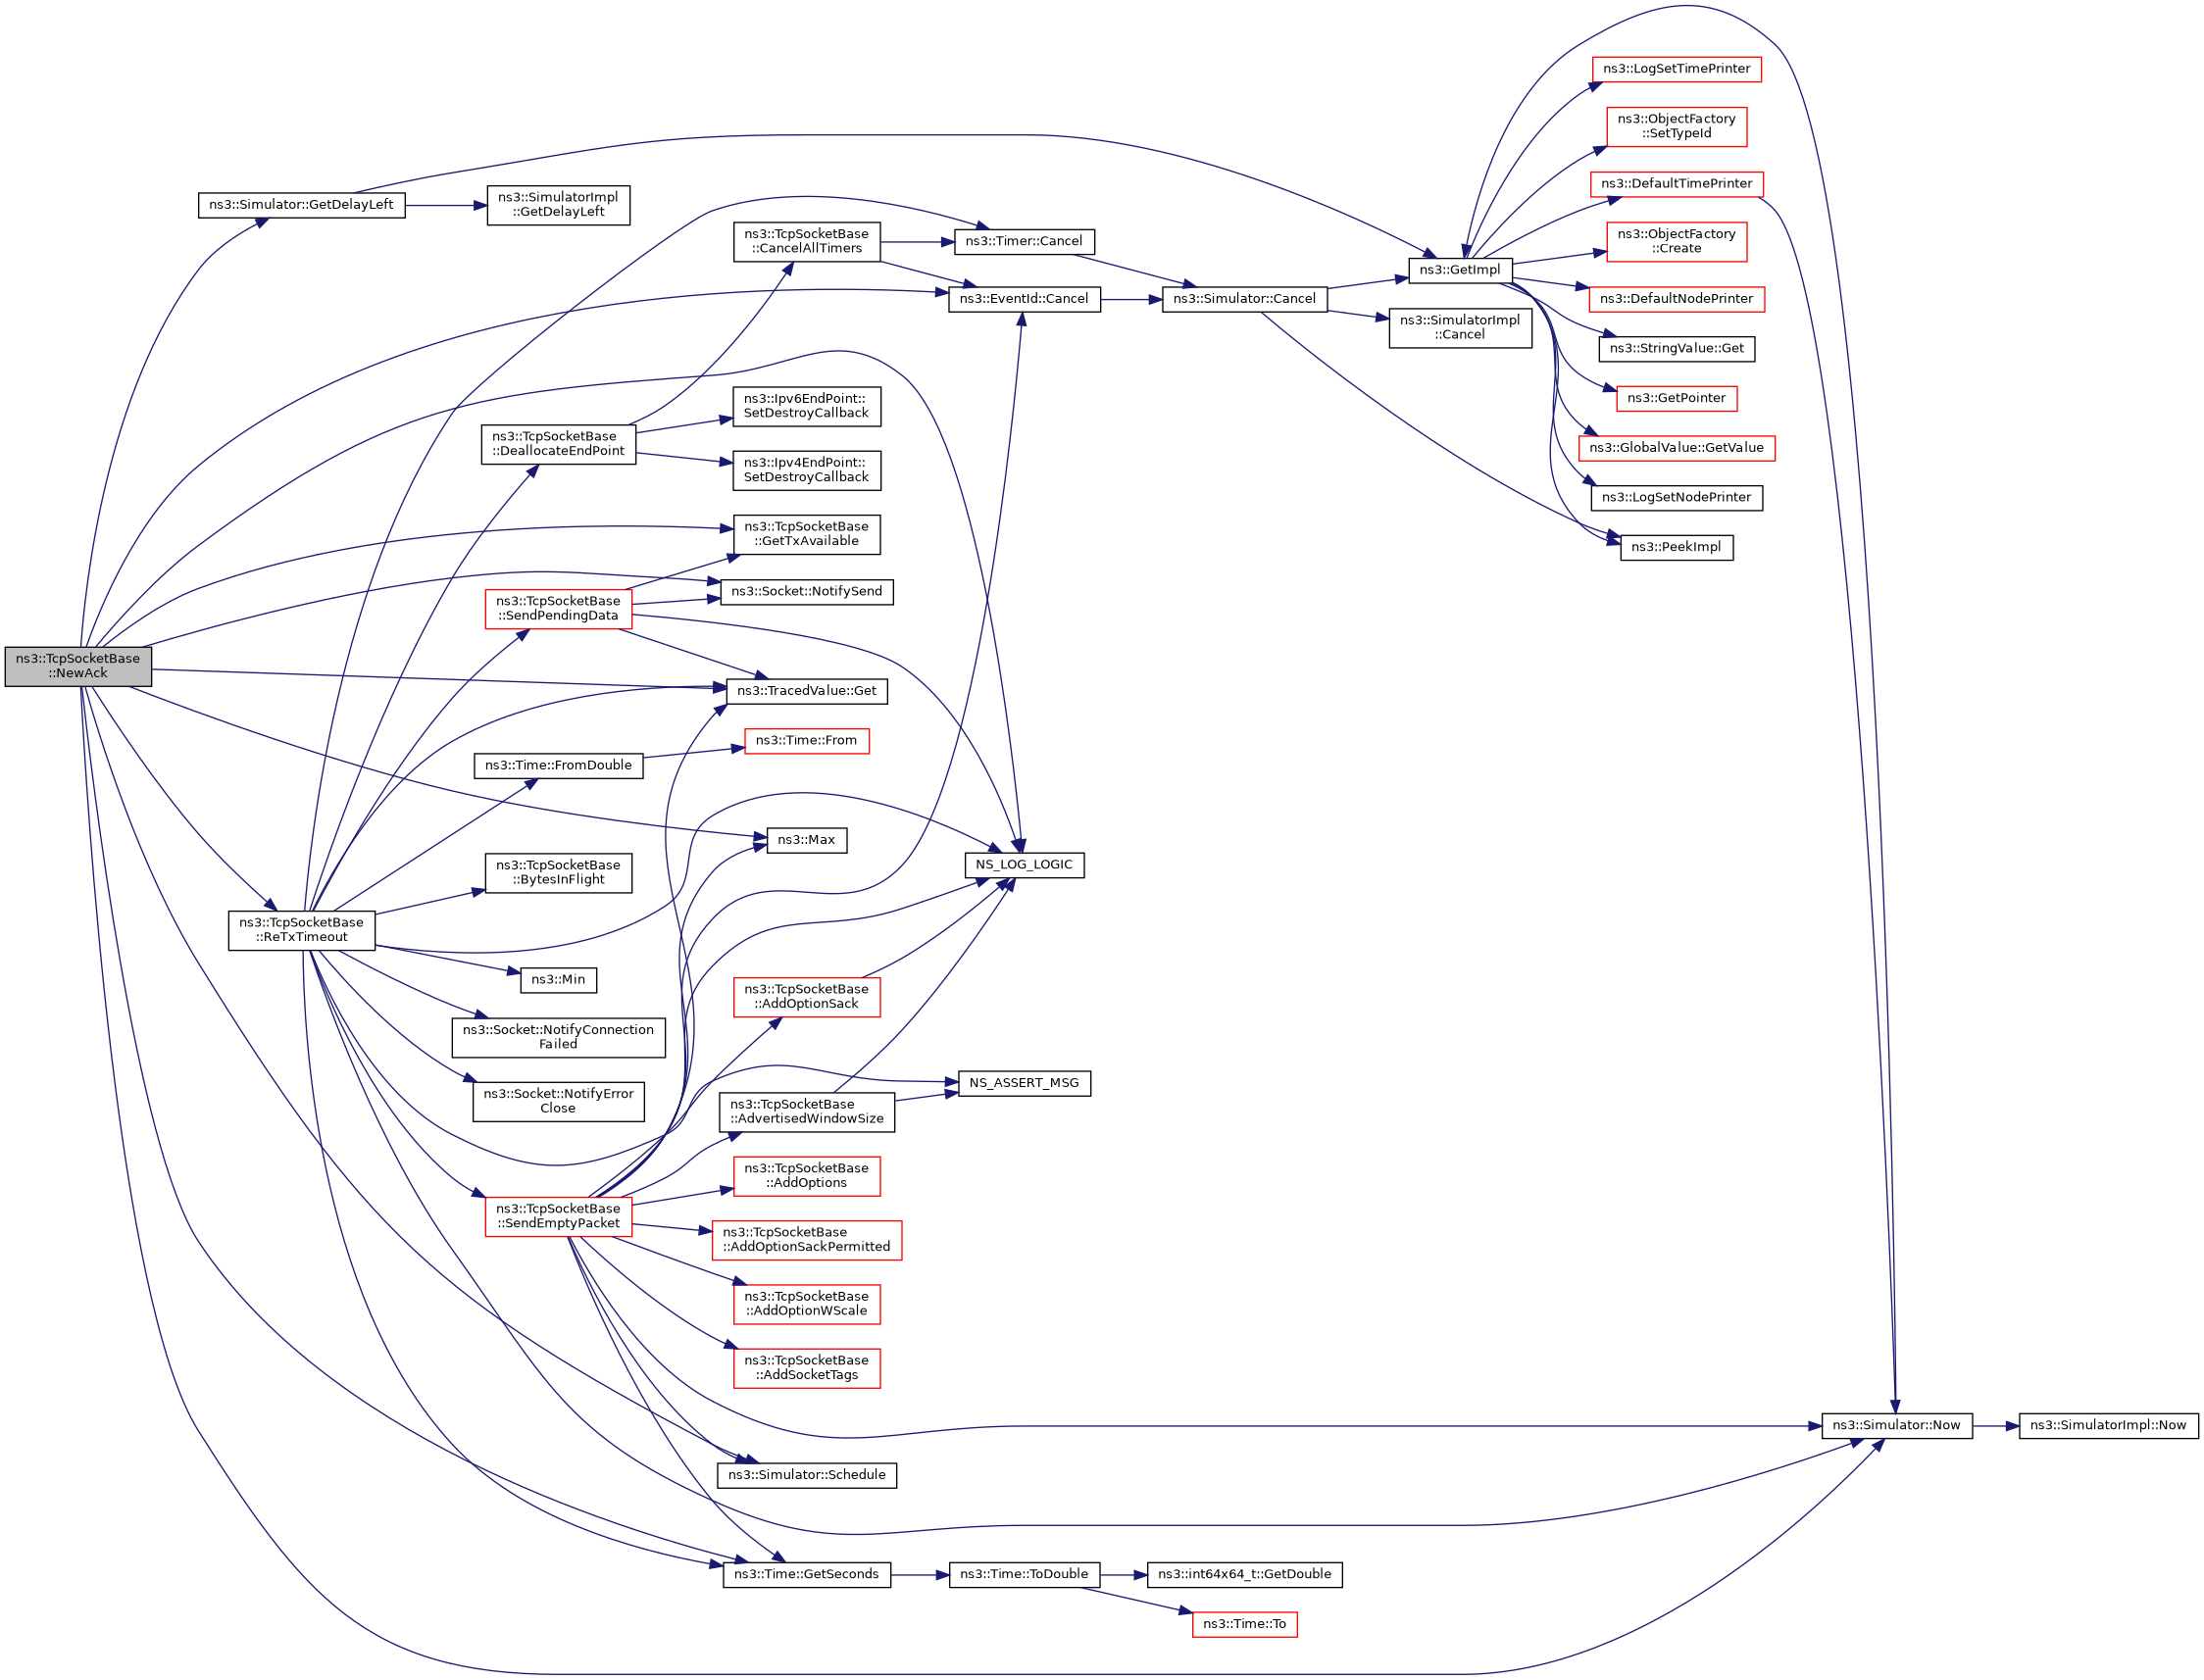 ns3::TcpSocketBase
::NewAck
ns3::Simulator::GetDelayLeft
ns3::SimulatorImpl
::GetDelayLeft
ns3::TcpSocketBase
::ReTxTimeout
ns3::TcpSocketBase
::DeallocateEndPoint
ns3::TcpSocketBase
::SendPendingData
ns3::Time::FromDouble
ns3::TcpSocketBase
::BytesInFlight
ns3::Min
ns3::Socket::NotifyConnection
Failed
ns3::Socket::NotifyError
Close
ns3::TcpSocketBase
::SendEmptyPacket
ns3::TcpSocketBase
::CancelAllTimers
ns3::Ipv6EndPoint::
SetDestroyCallback
ns3::Ipv4EndPoint::
SetDestroyCallback
ns3::TcpSocketBase
::GetTxAvailable
ns3::Socket::NotifySend
ns3::TracedValue::Get
ns3::Time::From
ns3::Max
ns3::TcpSocketBase
::AddOptionSack
ns3::TcpSocketBase
::AdvertisedWindowSize
ns3::TcpSocketBase
::AddOptions
ns3::TcpSocketBase
::AddOptionSackPermitted
ns3::TcpSocketBase
::AddOptionWScale
ns3::TcpSocketBase
::AddSocketTags
ns3::Simulator::Schedule
ns3::Time::GetSeconds
ns3::Timer::Cancel
ns3::EventId::Cancel
NS_LOG_LOGIC
NS_ASSERT_MSG
ns3::Time::ToDouble
ns3::Simulator::Cancel
ns3::int64x64_t::GetDouble
ns3::Time::To
ns3::GetImpl
ns3::SimulatorImpl
::Cancel
ns3::LogSetTimePrinter
ns3::ObjectFactory
::SetTypeId
ns3::DefaultTimePrinter
ns3::ObjectFactory
::Create
ns3::DefaultNodePrinter
ns3::StringValue::Get
ns3::GetPointer
ns3::GlobalValue::GetValue
ns3::LogSetNodePrinter
ns3::PeekImpl
ns3::Simulator::Now
ns3::SimulatorImpl::Now